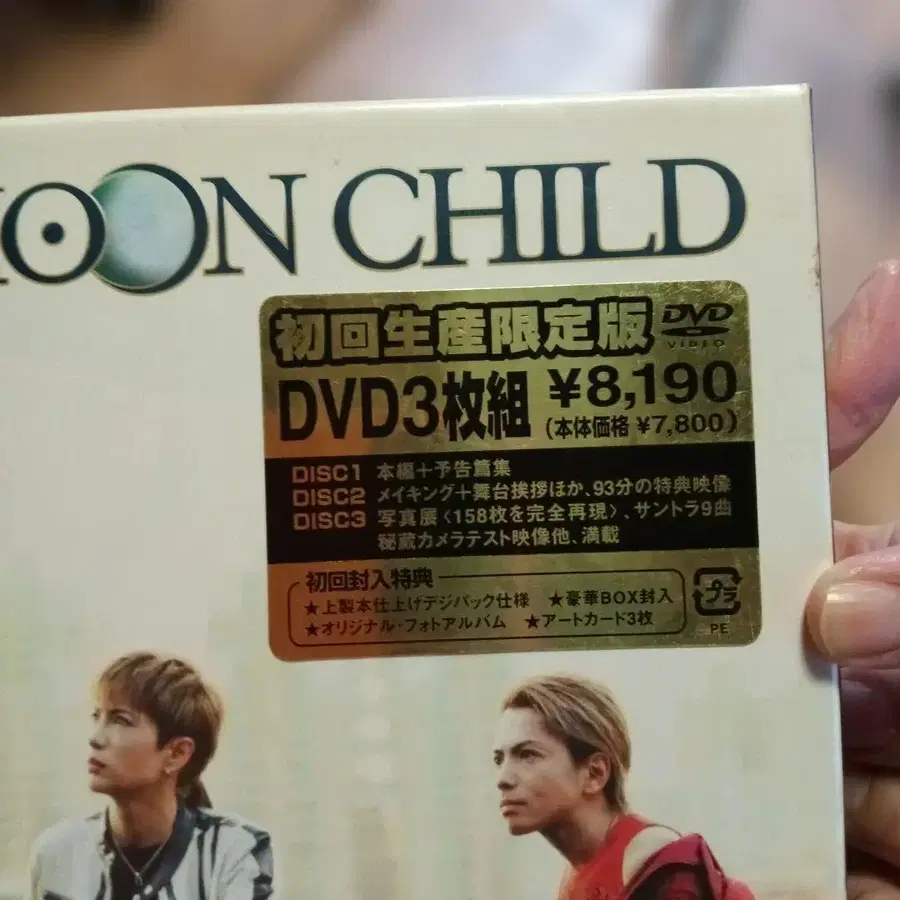 MOON CHILD
初回生産限定版 DVD VIDEO
DVD3枚組 ¥8,190
(本体価格 ¥7,800)
DISC1 本編+予告篇集
DISC2 メイキング+舞台挨拶ほか、93分の特典映像
DISC3 写真展〈158枚を完全再現〉、サントラ9曲
秘蔵カメラテスト映像他、満載
初回封入特典
★上製本仕上げデジパック仕様 ★豪華BOX封入
★オリジナル・フォトアルバム ★アートカード3枚
プラ
PE